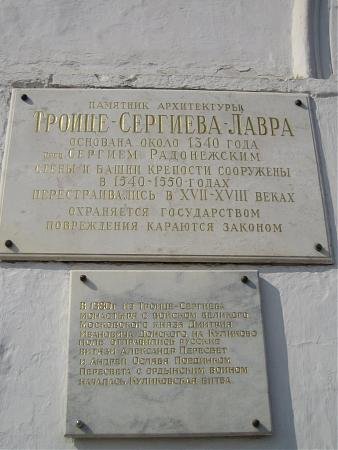 ПАМЯТНИК АРХИТЕКТУРЫ
ТРОИЦЕ-СЕРГИЕВА ЛАВРА
ОСНОВАНА ОКОЛО 1340 ГОДА
ПРЕП. СЕРГИЕМ РАДОНЕЖСКИМ
СТЕНЫ И БАШНИ КРЕПОСТИ СООРУЖЕНЫ
В 1540-1550 ГОДАХ
ПЕРЕСТРАИВАЛИСЬ В XVII-XVIII ВЕКАХ
ОХРАНЯЕТСЯ ГОСУДАРСТВОМ
ПОВРЕЖДЕНИЯ КАРАЮТСЯ ЗАКОНОМ
В 1380г. ИЗ ТРОИЦЕ-СЕРГИЕВА
МОНАСТЫРЯ С ВОЙСКОМ ВЕЛИКОГО
МОСКОВСКОГО КНЯЗЯ ДМИТРИЯ
ИВАНОВИЧА ДОНСКОГО НА КУЛИКОВО
ПОЛЕ ОТПРАВИЛИСЬ РУССКИЕ
ВИТЯЗИ АЛЕКСАНДР ПЕРЕСВЕТ
И АНДРЕЙ ОСЛЯБЯ ПОЕДИНКОМ
ПЕРЕСВЕТА С ОРДЫНСКИМ ВОИНОМ
НАЧАЛАСЬ КУЛИКОВСКАЯ БИТВА.